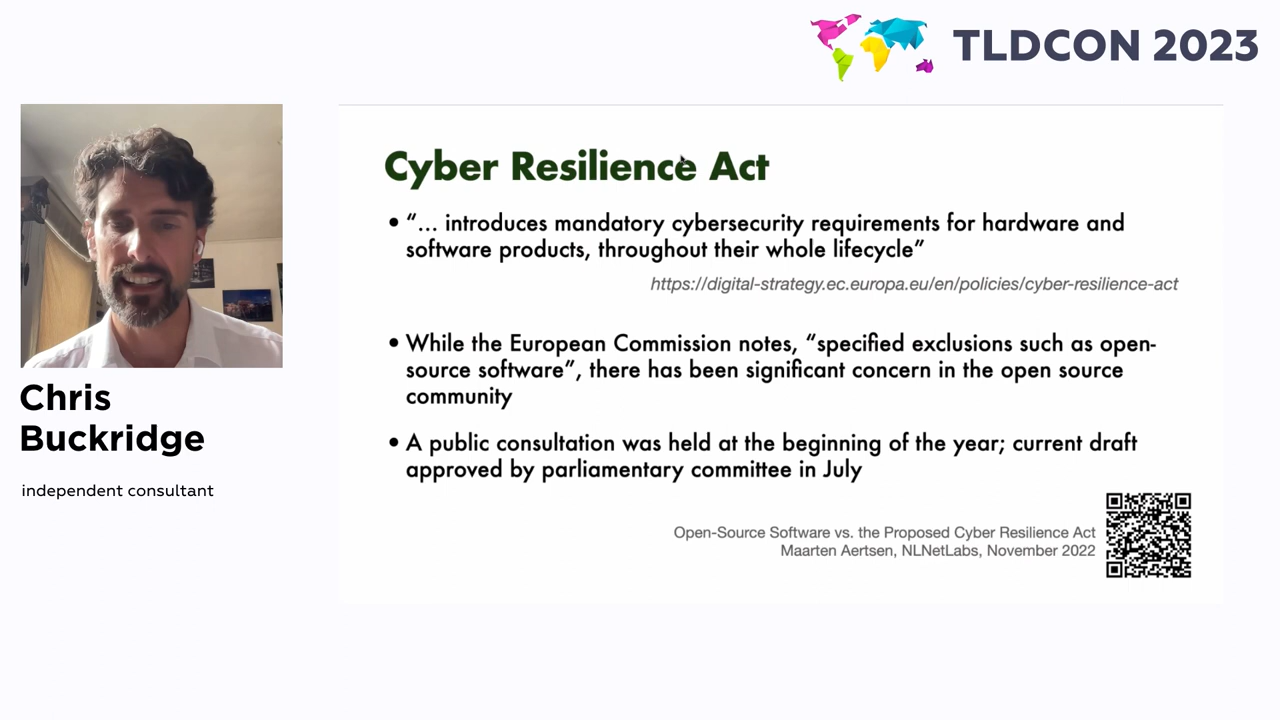 TLDCON 2023
Chris
Buckridge
independent consultant
Cyber Resilience Act
• “... introduces mandatory cybersecurity requirements for hardware and
software products, throughout their whole lifecycle”
https://digital-strategy.ec.europa.eu/en/policies/cyber-resilience-act
• While the European Commission notes, “specified exclusions such as open-
source software”, there has been significant concern in the open source
community
• A public consultation was held at the beginning of the year; current draft
approved by parliamentary committee in July
Open-Source Software vs. the Proposed Cyber Resilience Act
Maarten Aertsen, NLNetLabs, November 2022